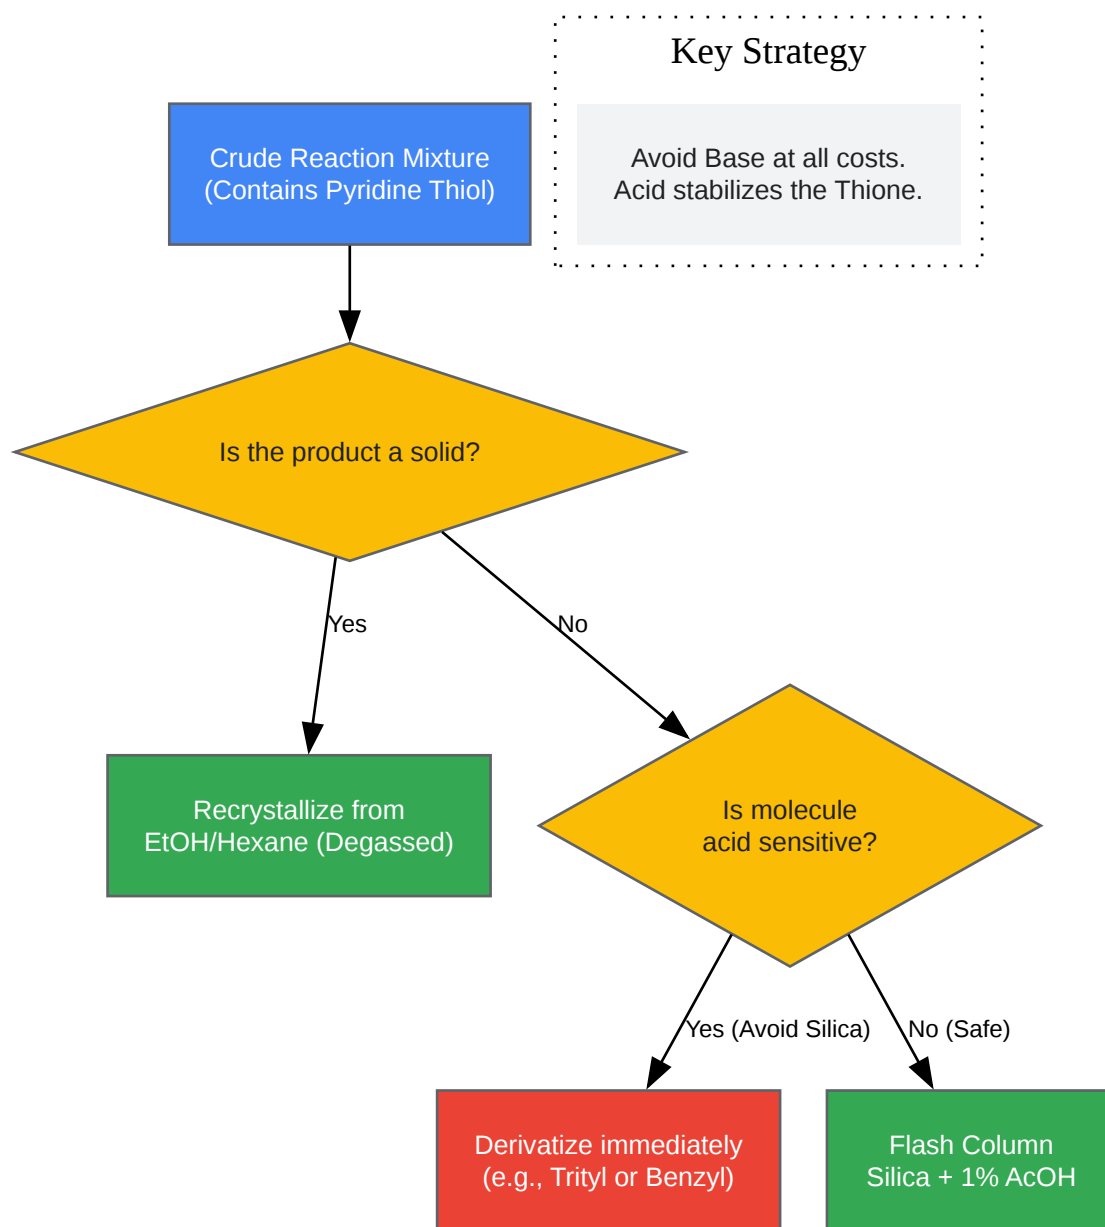 Key Strategy
Crude Reaction Mixture
(Contains Pyridine Thiol)
Avoid Base at all costs.
Acid stabilizes the Thione.
Is the product a solid?
Yes
No
Recrystallize from
EtOH/Hexane (Degassed)
Is molecule
acid sensitive?
Yes (Avoid Silica)
No (Safe)
Derivatize immediately
(e.g., Trityl or Benzyl)
Flash Column
Silica + 1% AcOH